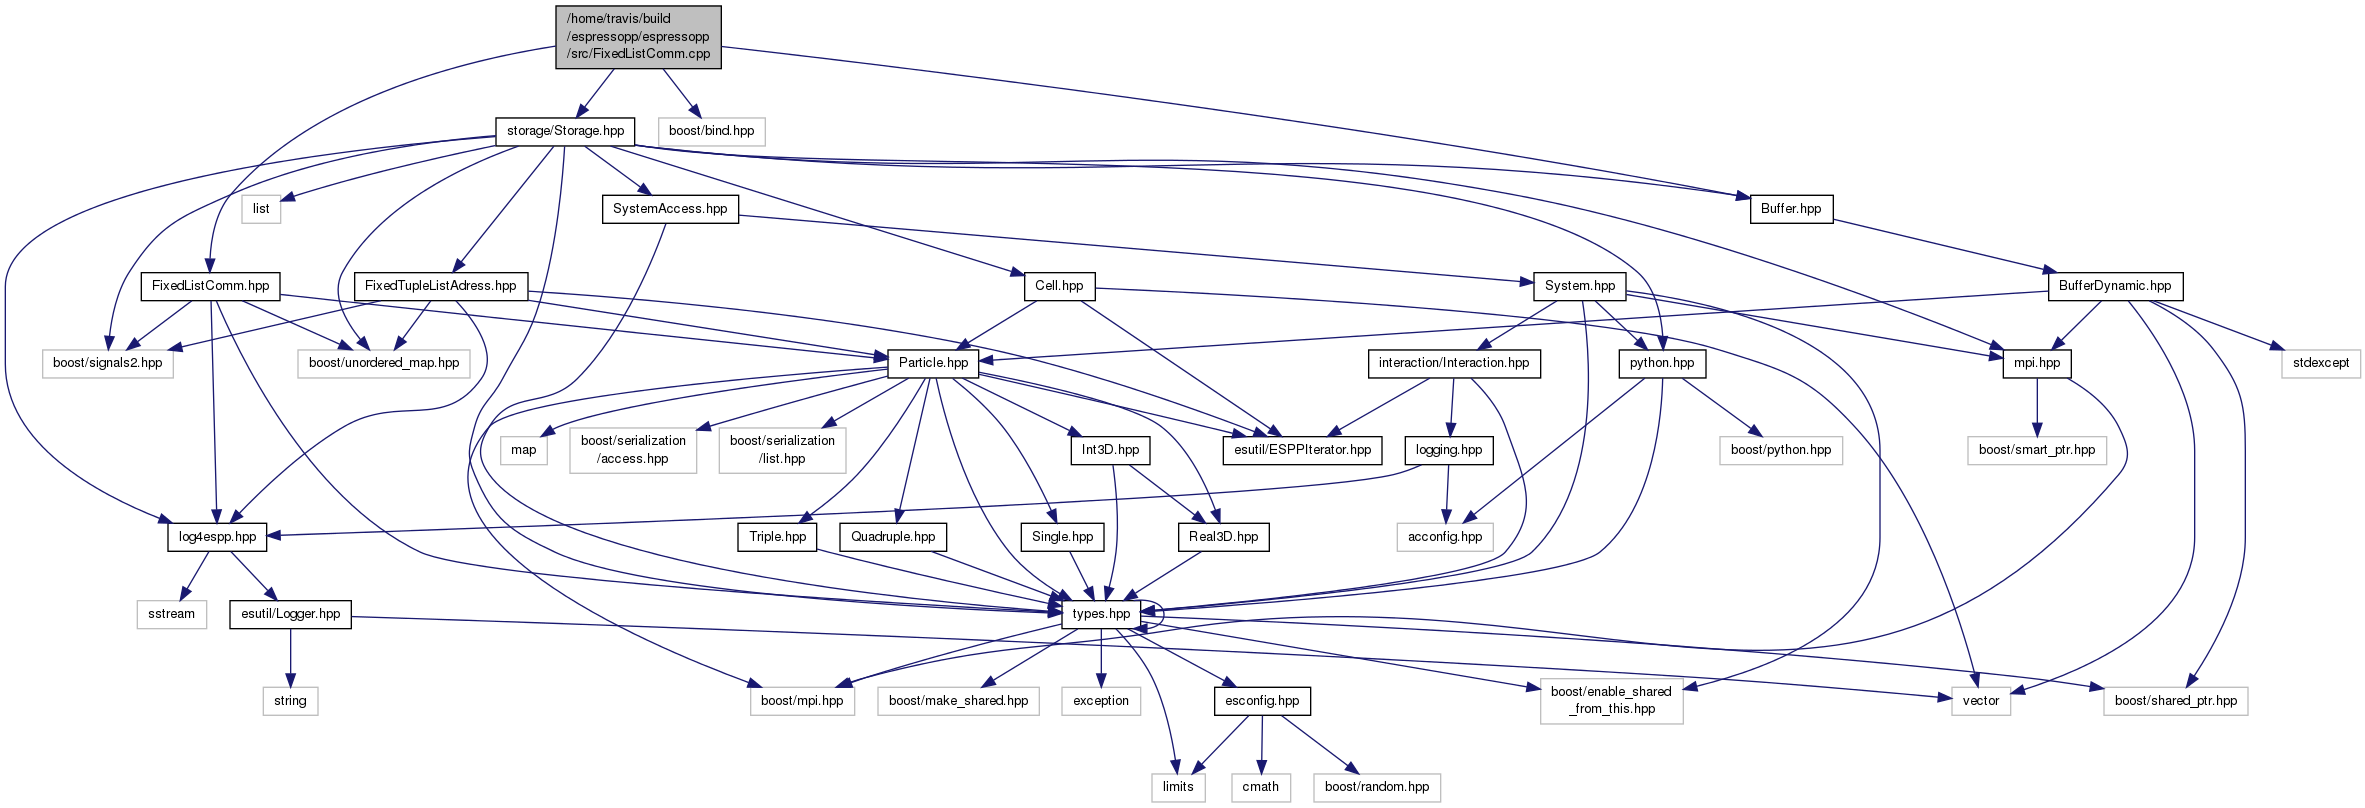 /home/travis/build
/espressopp/espressopp
/src/FixedListComm.cpp
storage/Storage.hpp
boost/bind.hpp
list
SystemAccess.hpp
Buffer.hpp
FixedListComm.hpp
FixedTupleListAdress.hpp
Cell.hpp
System.hpp
BufferDynamic.hpp
boost/signals2.hpp
boost/unordered_map.hpp
Particle.hpp
interaction/Interaction.hpp
python.hpp
mpi.hpp
stdexcept
map
boost/serialization
/access.hpp
boost/serialization
/list.hpp
Int3D.hpp
esutil/ESPPIterator.hpp
logging.hpp
boost/python.hpp
boost/smart_ptr.hpp
log4espp.hpp
Triple.hpp
Quadruple.hpp
Single.hpp
Real3D.hpp
acconfig.hpp
sstream
esutil/Logger.hpp
types.hpp
string
boost/mpi.hpp
boost/make_shared.hpp
exception
esconfig.hpp
boost/enable_shared
_from_this.hpp
vector
boost/shared_ptr.hpp
limits
cmath
boost/random.hpp